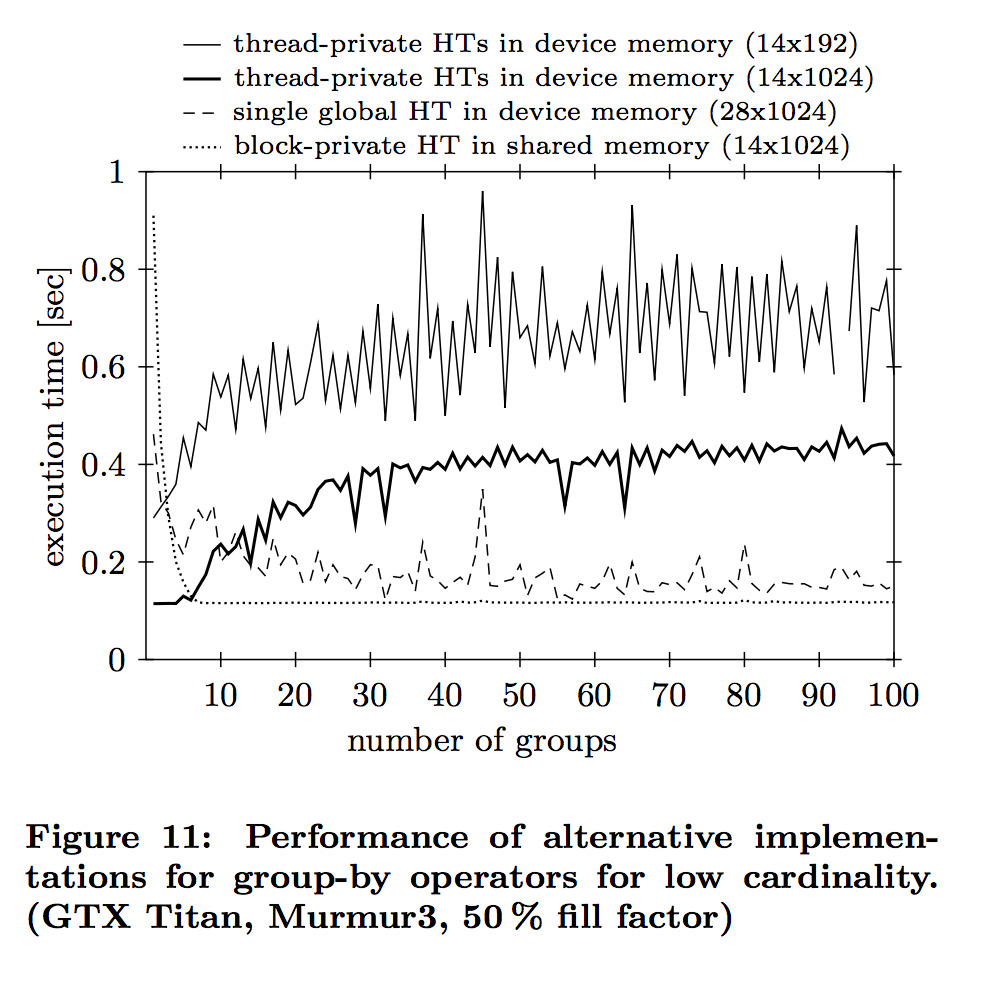 thread-private HTs in device memory (14x192)
thread-private HTs in device memory (14x1024)
single global HT in device memory (28x1024)
block-private HT in shared memory (14x1024)
1
0.8
0.6
0.4
0.2
0
execution time [sec]
10 20 30 40 50 60 70 80 90 100
number of groups
Figure 11: Performance of alternative implemen-
tations for group-by operators for low cardinality.
(GTX Titan, Murmur3, 50 % fill factor)